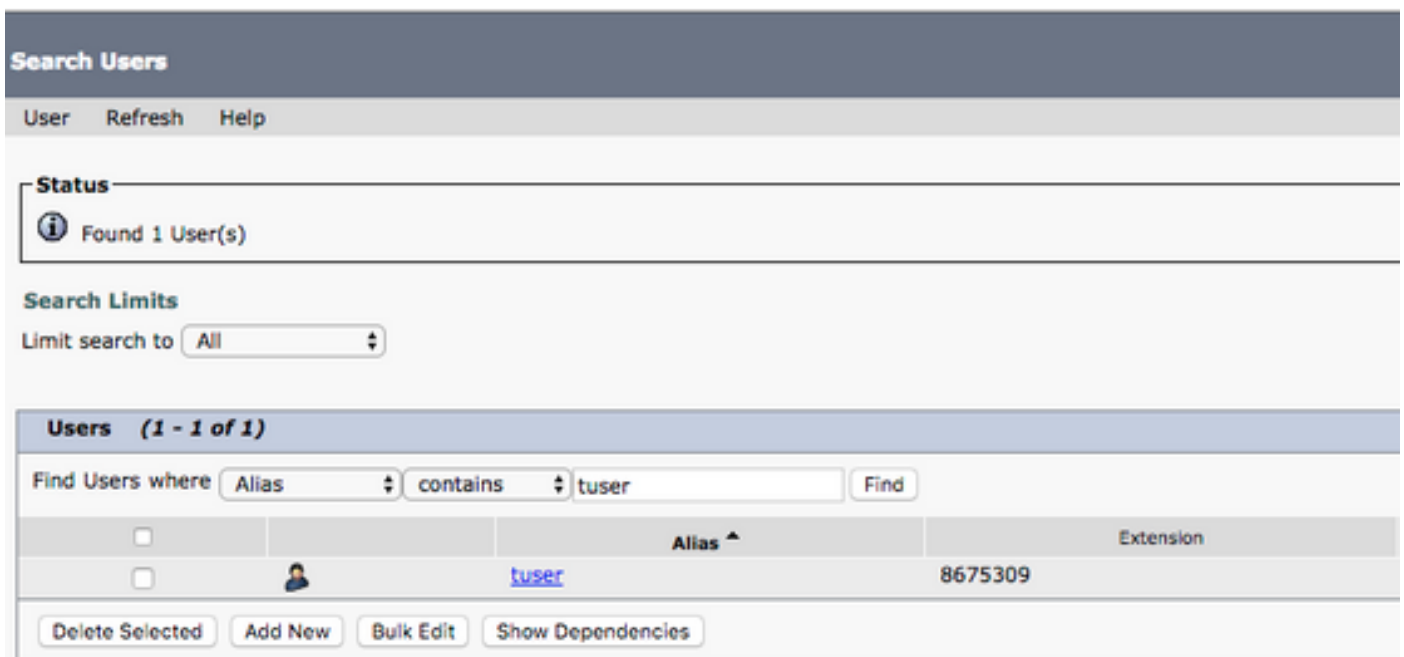 Search Users
User Refresh Help
Status
Found 1 User(s)
Search Limits
Limit search to All
Users (1 - 1 of 1)
Find Users where Alias contains tuser Find
Alias Extension
tuser 8675309
Delete Selected Add New Bulk Edit Show Dependencies